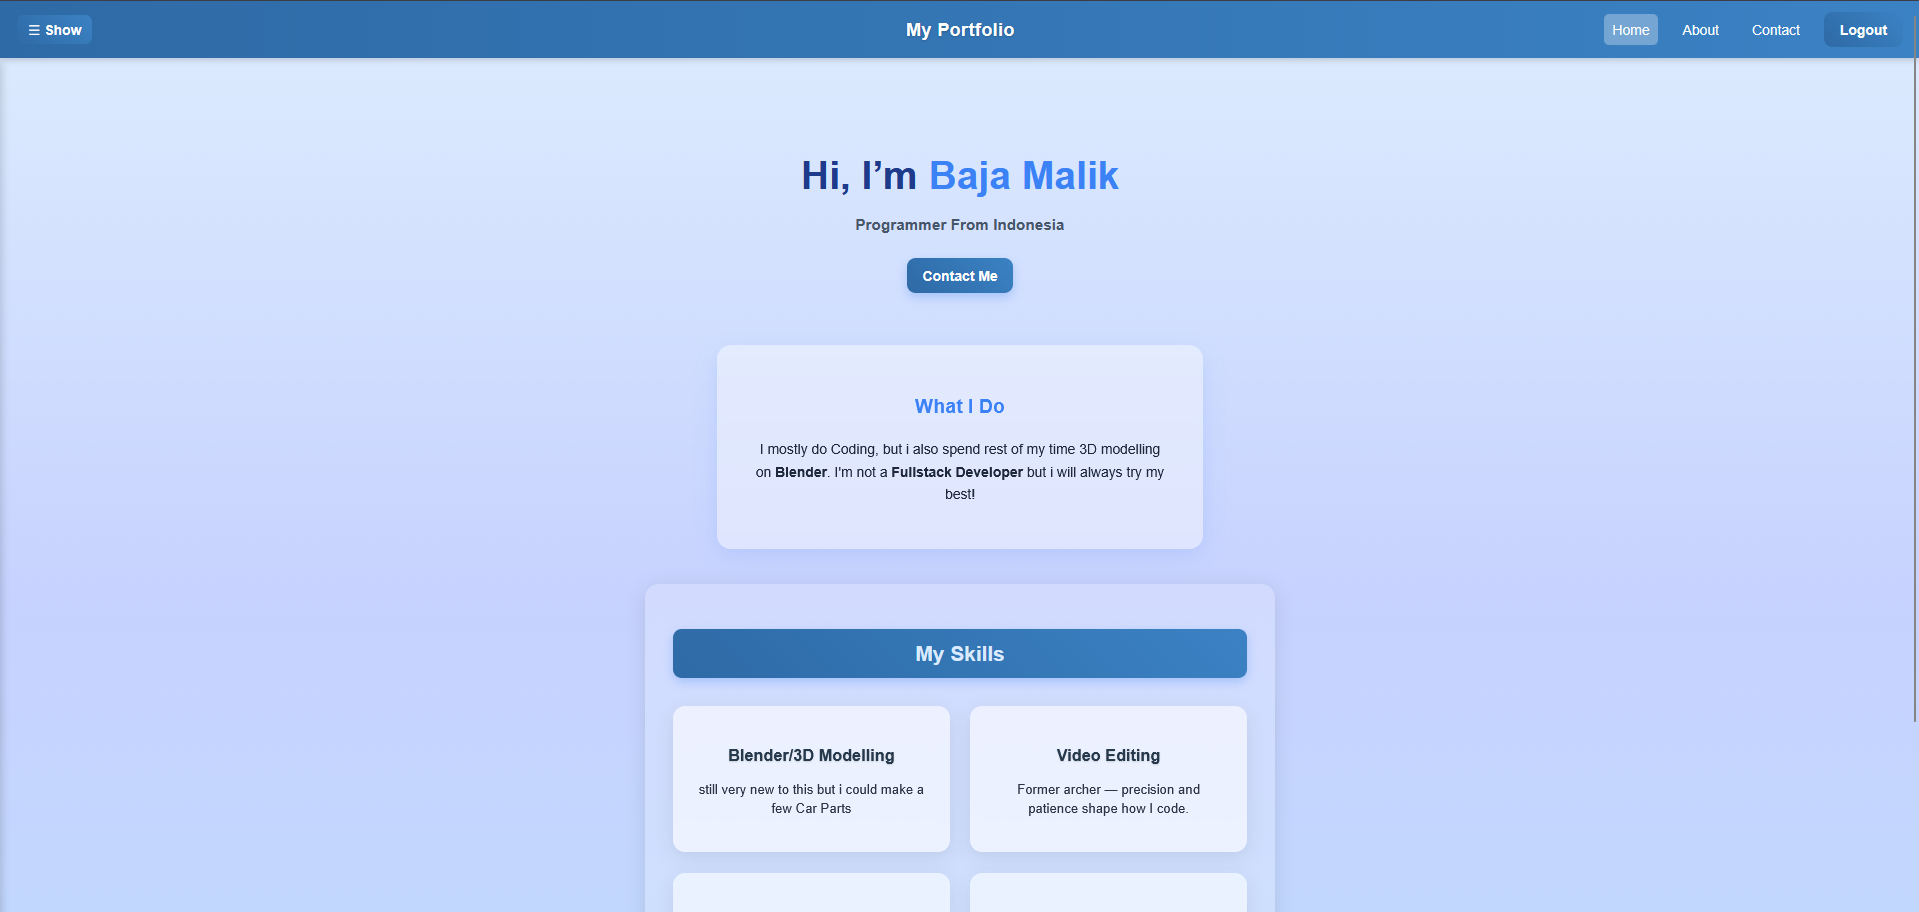 ☰ Show
My Portfolio
Home
About
Contact
Logout
Hi, I’m Baja Malik
Programmer From Indonesia
Contact Me
What I Do
I mostly do Coding, but i also spend rest of my time 3D modelling
on Blender. I'm not a Fullstack Developer but i will always try my
best!
My Skills
Blender/3D Modelling
still very new to this but i could make a
few Car Parts
Video Editing
Former archer — precision and
patience shape how I code.